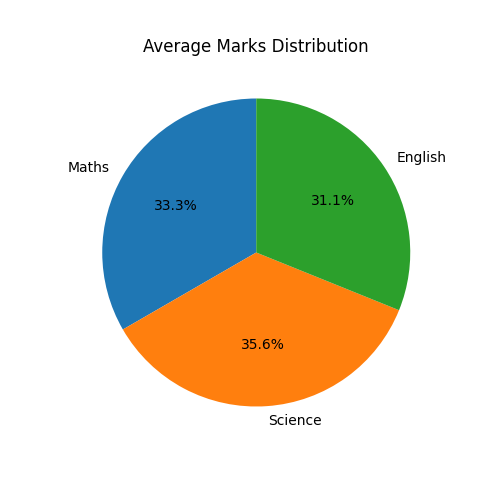 Average Marks Distribution
English
Maths
31.1%
33.3%
35.6%
Science